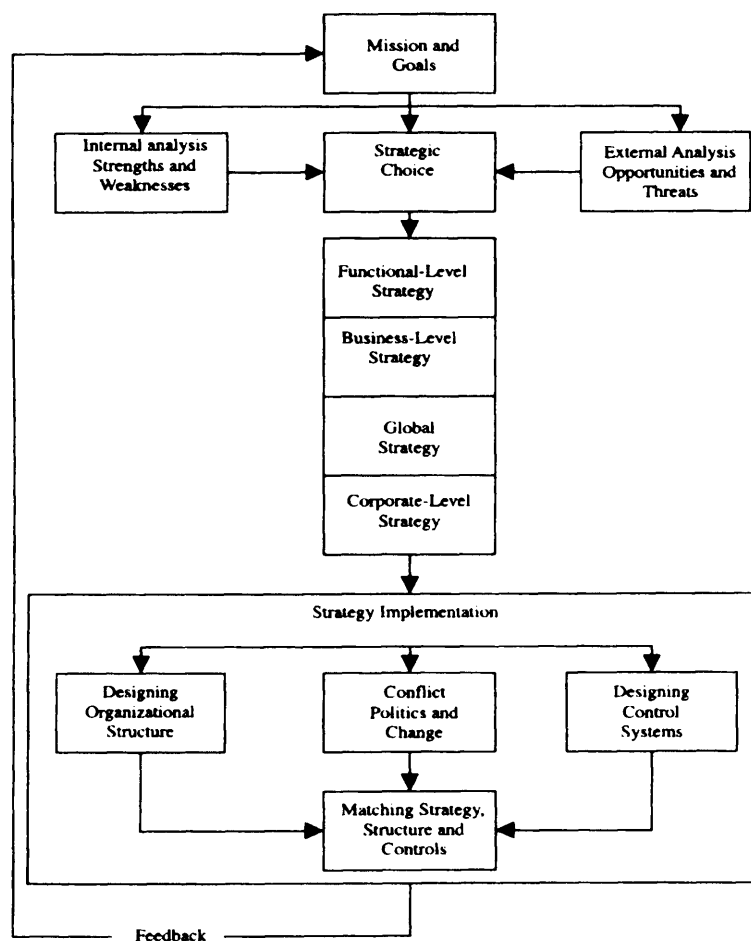 Mission and
Goals
Internal analysis
Strengths and
Weaknesses
Strategic
Choice
External Analysis
Opportunities and
Threats
Functional-Level
Strategy
Business-Level
Strategy
Global
Strategy
Corporate-Level
Strategy
Strategy Implementation
Designing
Organizational
Structure
Conflict
Politics and
Change
Designing
Control
Systems
Matching Strategy,
Structure and
Controls
Feedback